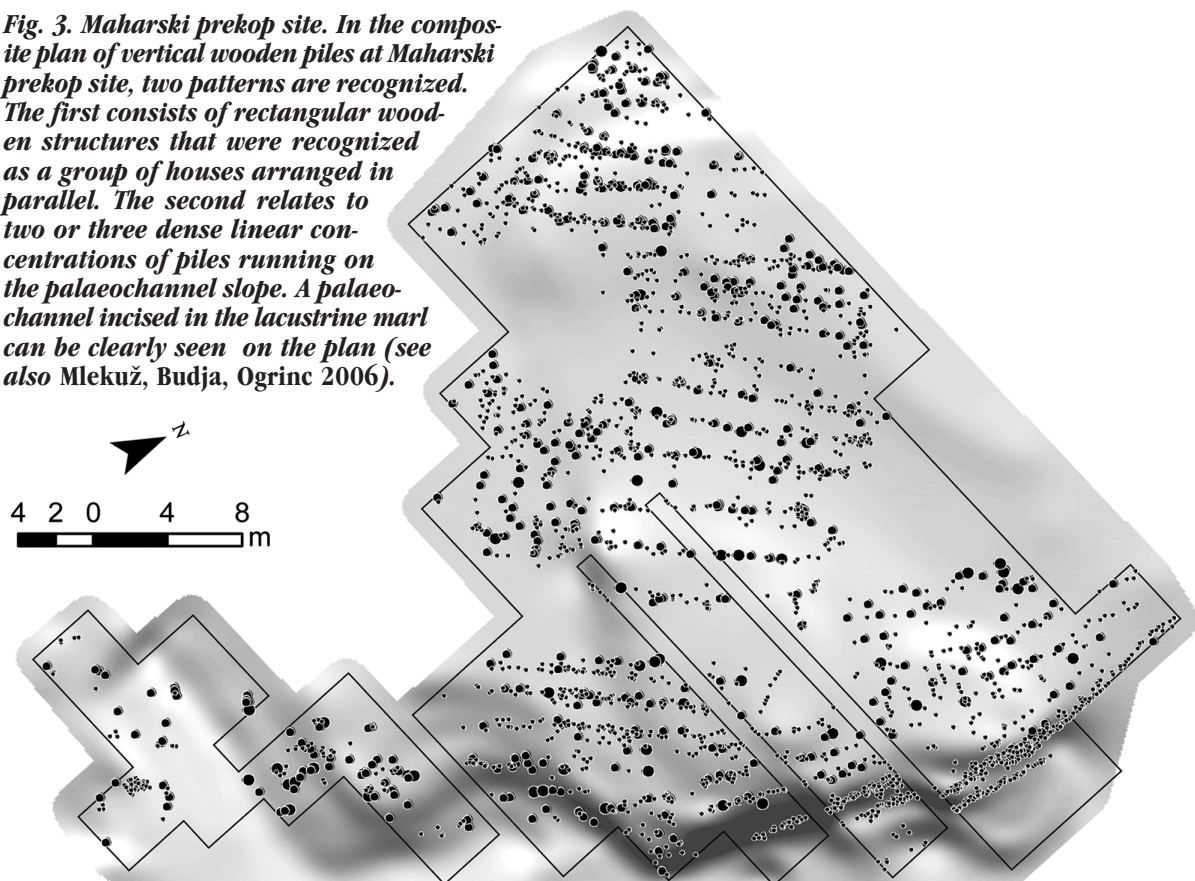 Fig. 3. Maharski prekop site. In the compos-
ite plan of vertical wooden piles at Maharski
prekop site, two patterns are recognized.
The first consists of rectangular wood-
en structures that were recognized
as a group of houses arranged in
parallel. The second relates to
two or three dense linear con-
centrations of piles running on
the palaeochannel slope. A palaeo-
channel incised in the lacustrine marl
can be clearly seen on the plan (see
also Mlekuž, Budja, Ogrinc 2006).
N
4 2 0 4 8
m